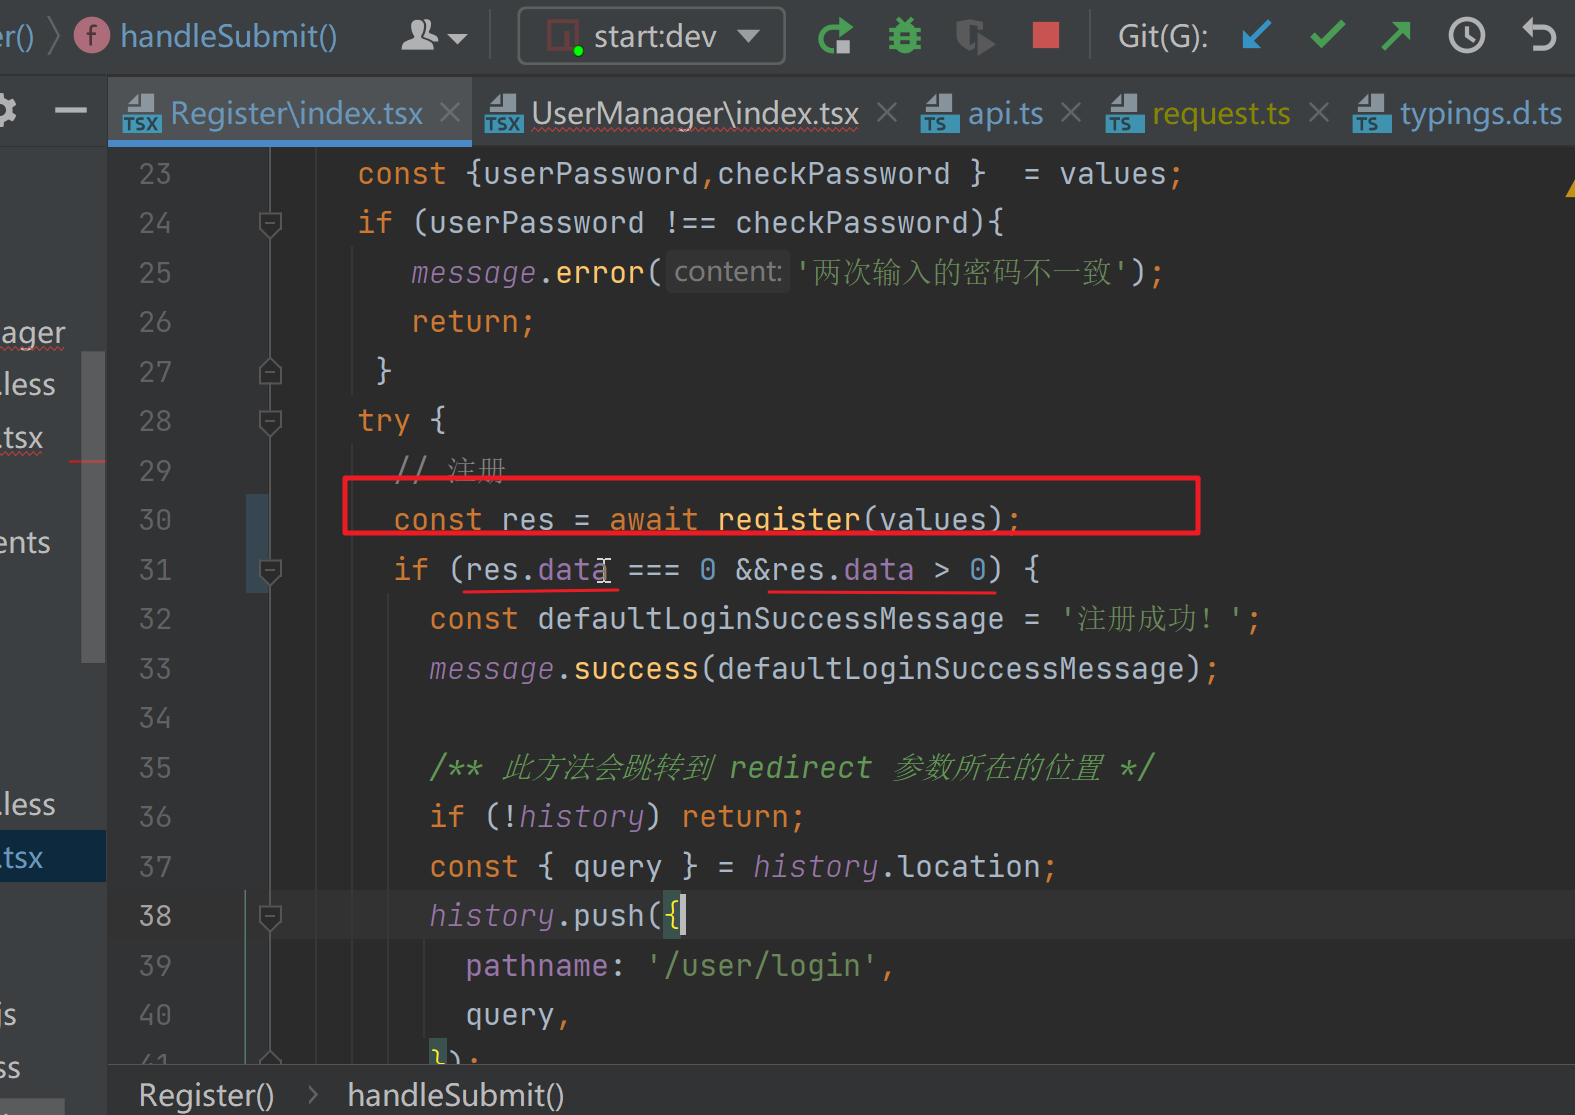 er() > f handleSubmit() start:dev Git(G):
TSX Register\index.tsx TSX UserManager\index.tsx TS api.ts TS request.ts TS typings.d.ts
ager
.less
.tsx
ents
.less
.tsx
js
ss
23 const {userPassword,checkPassword } = values;
24 if (userPassword !== checkPassword){
25 message.error( content: '两次输入的密码不一致');
26 return;
27 }
28 try {
29 // 注册
30 const res = await register(values);
31 if (res.data === 0 &&res.data > 0) {
32 const defaultLoginSuccessMessage = '注册成功！';
33 message.success(defaultLoginSuccessMessage);
34
35 /** 此方法会跳转到 redirect 参数所在的位置 */
36 if (!history) return;
37 const { query } = history.location;
38 history.push({
39 pathname: '/user/login',
40 query,
41 });
Register() > handleSubmit()